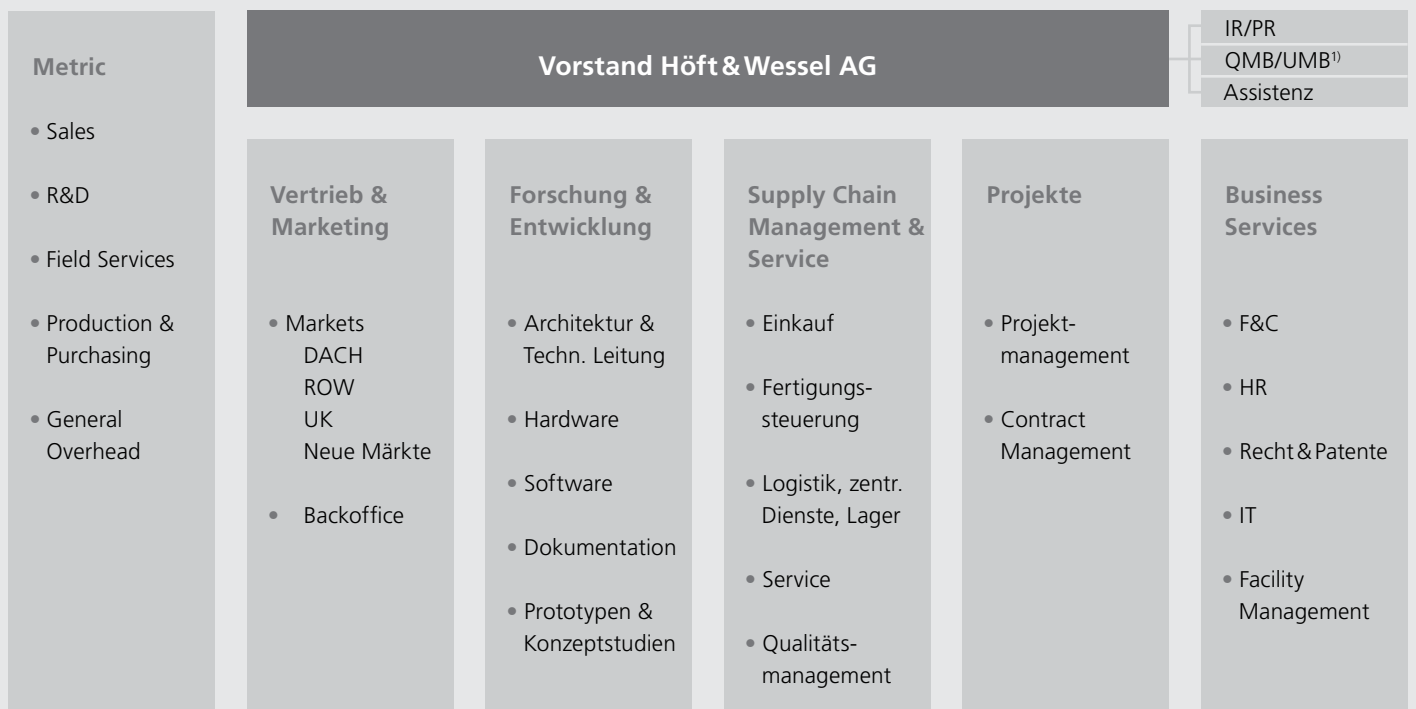 Metric
• Sales
• R&D
• Field Services
• Production &
Purchasing
• General
Overhead
Vorstand Höft & Wessel AG
IR/PR
QMB/UMB1)
Assistenz
Vertrieb &
Marketing
• Markets
DACH
ROW
UK
Neue Märkte
• Backoffice
Forschung &
Entwicklung
• Architektur &
Techn. Leitung
• Hardware
• Software
• Dokumentation
• Prototypen &
Konzeptstudien
Supply Chain
Management &
Service
• Einkauf
• Fertigungs-
steuerung
• Logistik, zentr.
Dienste, Lager
• Service
• Qualitäts-
management
Projekte
• Projekt-
management
• Contract
Management
Business
Services
• F&C
• HR
• Recht & Patente
• IT
• Facility
Management